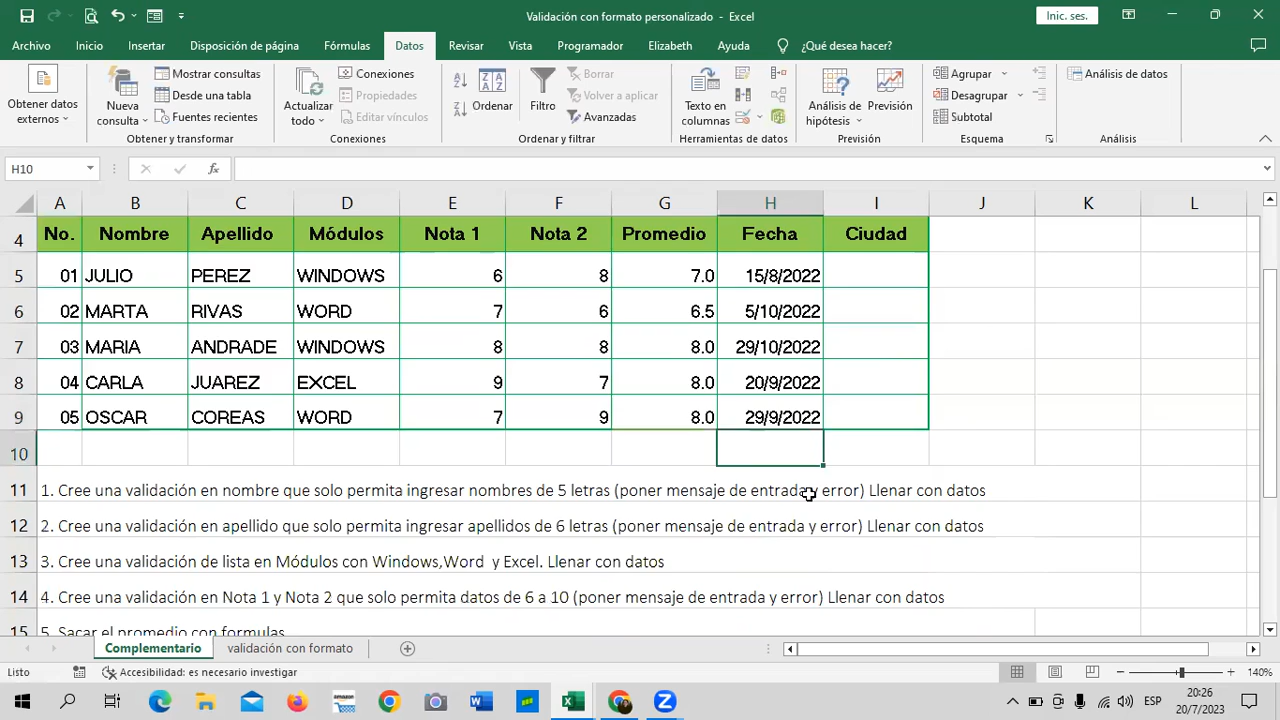 Validación con formato personalizado - Excel
Inic. ses.
Archivo Inicio Insertar Disposición de página Fórmulas Datos Revisar Vista Programador Elizabeth Ayuda ¿Qué desea hacer?
Obtener datos externos
Nueva consulta
Mostrar consultas
Desde una tabla
Fuentes recientes
Obtener y transformar
Actualizar todo
Conexiones
Propiedades
Editar vínculos
Conexiones
Ordenar
Filtro
Borrar
Volver a aplicar
Avanzadas
Ordenar y filtrar
Texto en columnas
Herramientas de datos
Análisis de hipótesis
Previsión
Previsión
Agrupar
Desagrupar
Subtotal
Esquema
Análisis de datos
Análisis
H10 fx
A B C D E F G H I J K L
4 No. Nombre Apellido Módulos Nota 1 Nota 2 Promedio Fecha Ciudad
5 01 JULIO PEREZ WINDOWS 6 8 7.0 15/8/2022
6 02 MARTA RIVAS WORD 7 6 6.5 5/10/2022
7 03 MARIA ANDRADE WINDOWS 8 8 8.0 29/10/2022
8 04 CARLA JUAREZ EXCEL 9 7 8.0 20/9/2022
9 05 OSCAR COREAS WORD 7 9 8.0 29/9/2022
10
11 1. Cree una validación en nombre que solo permita ingresar nombres de 5 letras (poner mensaje de entrada y error) Llenar con datos
12 2. Cree una validación en apellido que solo permita ingresar apellidos de 6 letras (poner mensaje de entrada y error) Llenar con datos
13 3. Cree una validación de lista en Módulos con Windows,Word y Excel. Llenar con datos
14 4. Cree una validación en Nota 1 y Nota 2 que solo permita datos de 6 a 10 (poner mensaje de entrada y error) Llenar con datos
15 5. Sacar el promedio con formulas
Complementario validación con formato
Listo Accesibilidad: es necesario investigar 140%
ESP 20:26
20/7/2023